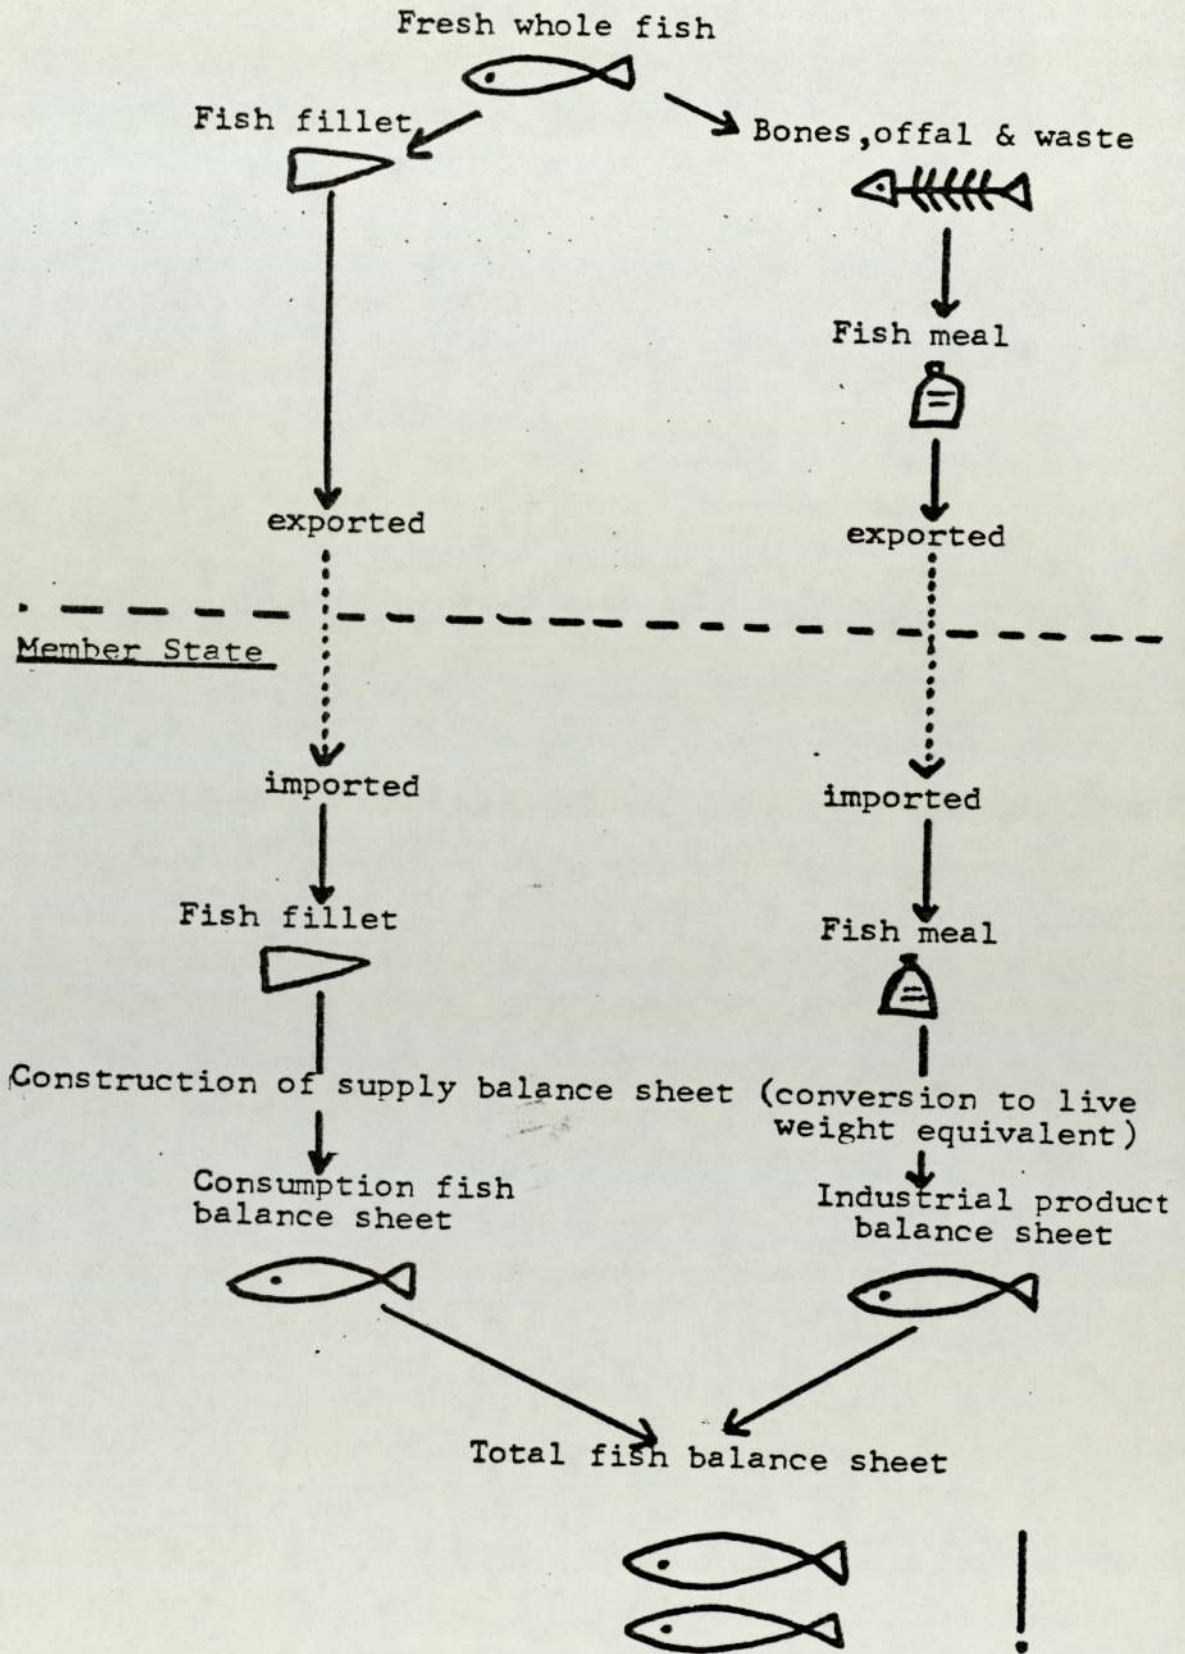 Fresh whole fish
Fish fillet
Bones,offal & waste
Fish meal
exported
exported
Member State
imported
imported
Fish fillet
Fish meal
Construction of supply balance sheet (conversion to live
weight equivalent)
Consumption fish
balance sheet
Industrial product
balance sheet
Total fish balance sheet
!